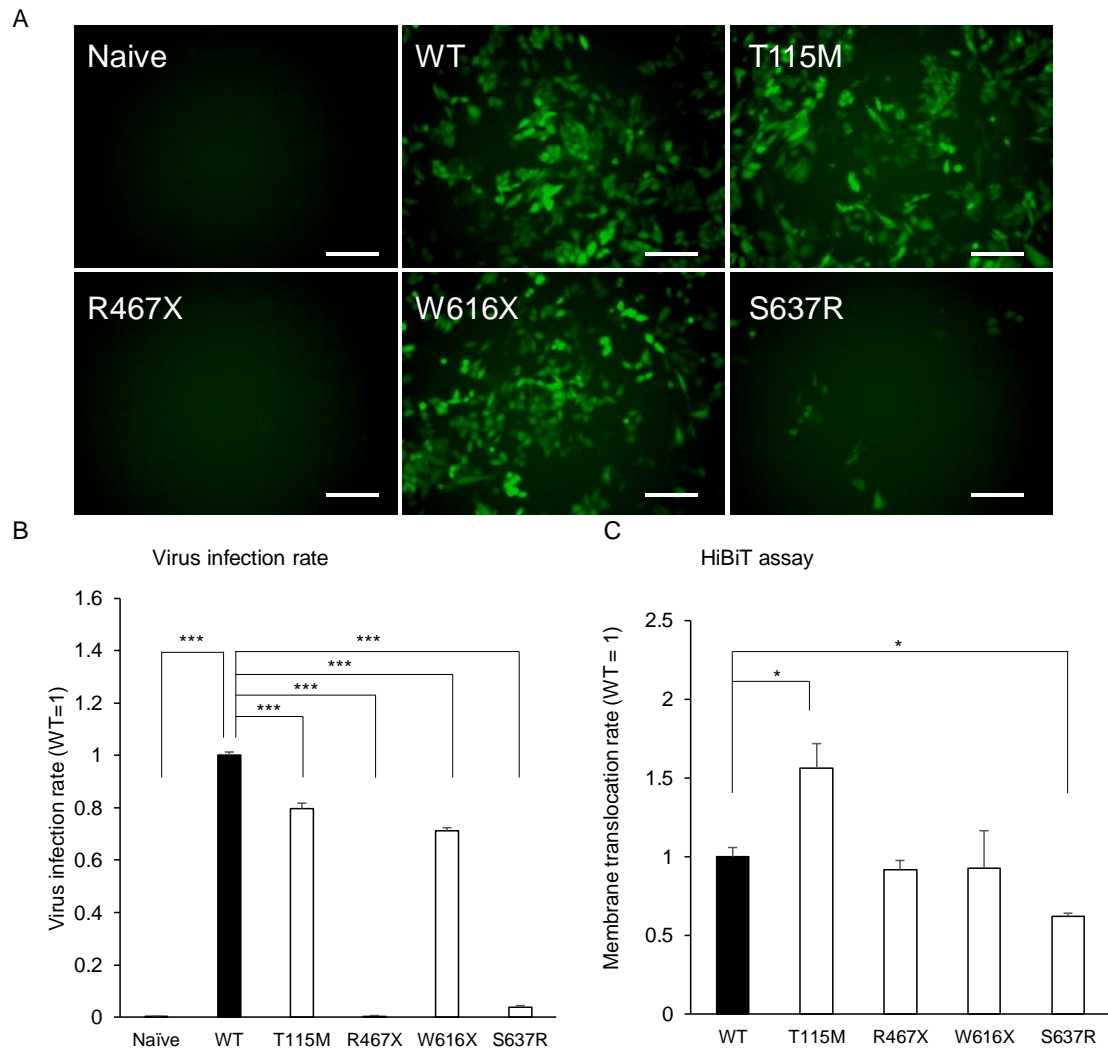 A
Naive
WT
T115M
R467X
W616X
S637R
B
Virus infection rate
Virus infection rate (WT=1)
1.6
1.4
1.2
1
0.8
0.6
0.4
0.2
0
***
***
***
***
***
Naïve WT T115M R467X W616X S637R
C
HiBiT assay
Membrane translocation rate (WT = 1)
2.5
2
1.5
1
0.5
0
*
*
WT T115M R467X W616X S637R